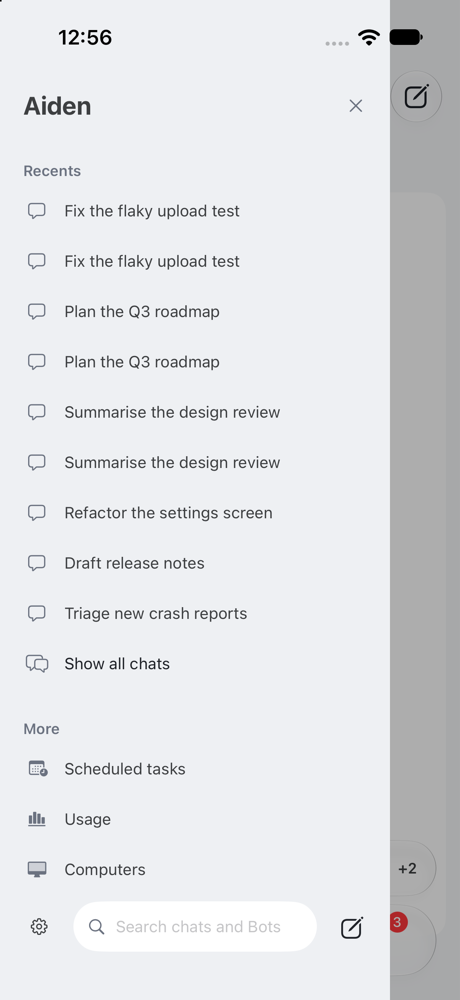 12:56
Aiden
Recents
Fix the flaky upload test
Fix the flaky upload test
Plan the Q3 roadmap
Plan the Q3 roadmap
Summarise the design review
Summarise the design review
Refactor the settings screen
Draft release notes
Triage new crash reports
Show all chats
More
Scheduled tasks
Usage
Computers
+2
3
Search chats and Bots